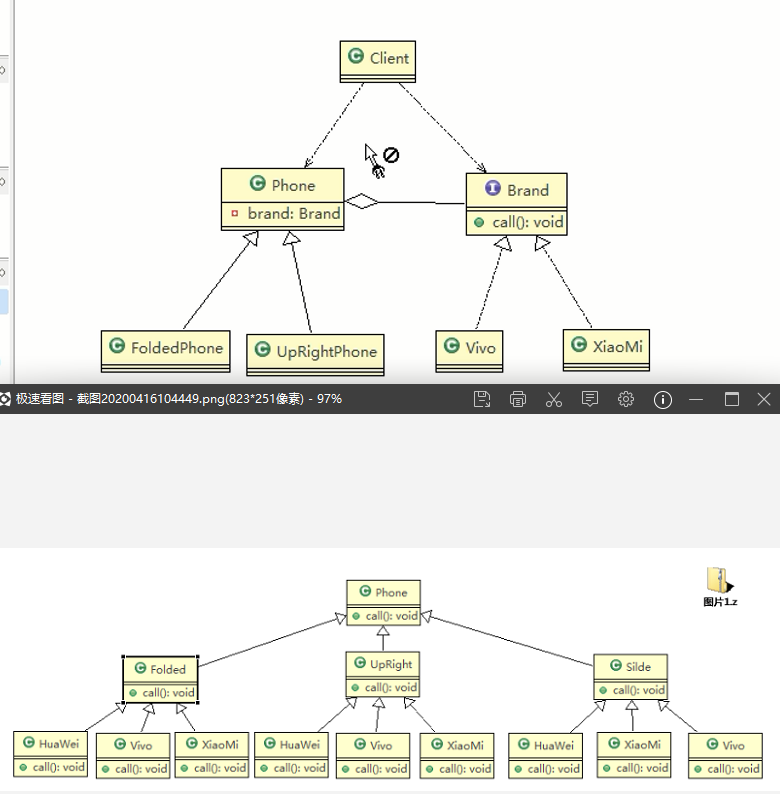 Client
Phone
brand: Brand
Brand
call(): void
FoldedPhone
UpRightPhone
Vivo
XiaoMi
极速看图 - 截图20200416104449.png(823*251像素) - 97%
Phone
call(): void
图片1.z
Folded
call(): void
UpRight
call(): void
Silde
call(): void
HuaWei
call(): void
Vivo
call(): void
XiaoMi
call(): void
HuaWei
call(): void
Vivo
call(): void
XiaoMi
call(): void
HuaWei
call(): void
XiaoMi
call(): void
Vivo
call(): void